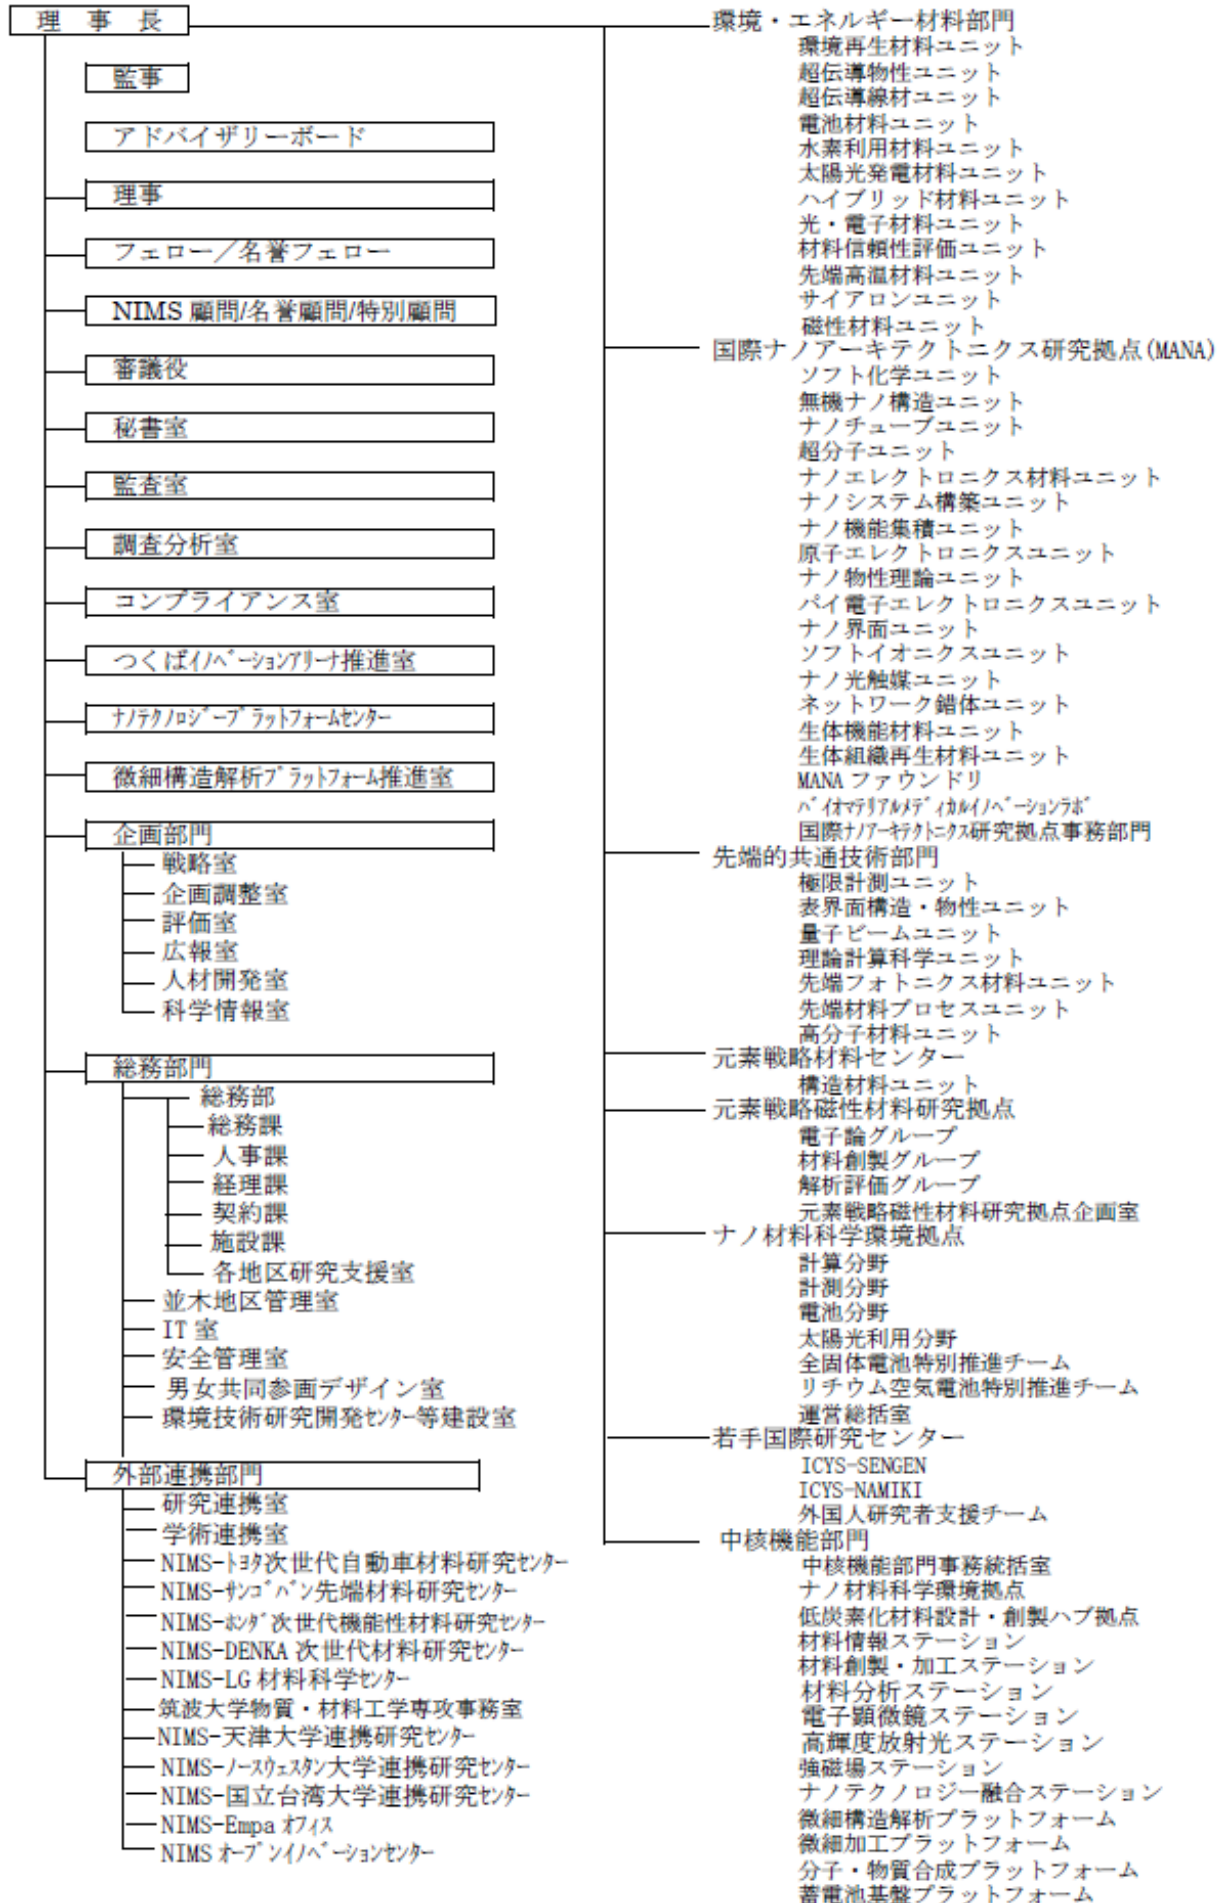 理 事 長
監事
アドバイザリーボード
理事
フェロー／名誉フェロー
NIMS 顧問/名誉顧問/特別顧問
審議役
秘書室
監査室
調査分析室
コンプライアンス室
つくばｲﾉﾍﾞｰｼｮﾝｱﾘｰﾅ推進室
ﾅﾉﾃｸﾉﾛｼﾞｰﾌﾟﾗｯﾄﾌｫｰﾑｾﾝﾀｰ
微細構造解析ﾌﾟﾗｯﾄﾌｫｰﾑ推進室
企画部門
戦略室
企画調整室
評価室
広報室
人材開発室
科学情報室
総務部門
総務部
総務課
人事課
経理課
契約課
施設課
各地区研究支援室
並木地区管理室
IT 室
安全管理室
男女共同参画デザイン室
環境技術研究開発ｾﾝﾀｰ等建設室
外部連携部門
研究連携室
学術連携室
NIMS-ﾄﾖﾀ次世代自動車材料研究ｾﾝﾀｰ
NIMS-ｻﾝｺﾞﾊﾞﾝ先端材料研究ｾﾝﾀｰ
NIMS-ﾎﾝﾀﾞ次世代機能性材料研究ｾﾝﾀｰ
NIMS-DENKA 次世代材料研究ｾﾝﾀｰ
NIMS-LG 材料科学ｾﾝﾀｰ
筑波大学物質・材料工学専攻事務室
NIMS-天津大学連携研究ｾﾝﾀｰ
NIMS-ﾉｰｽｳｪｽﾀﾝ大学連携研究ｾﾝﾀｰ
NIMS-国立台湾大学連携研究ｾﾝﾀｰ
NIMS-Empa ｵﾌｨｽ
NIMS ｵｰﾌﾟﾝｲﾉﾍﾞｰｼｮﾝｾﾝﾀｰ
環境・エネルギー材料部門
環境再生材料ユニット
超伝導物性ユニット
超伝導線材ユニット
電池材料ユニット
水素利用材料ユニット
太陽光発電材料ユニット
ハイブリッド材料ユニット
光・電子材料ユニット
材料信頼性評価ユニット
先端高温材料ユニット
サイアロンユニット
磁性材料ユニット
国際ナノアーキテクトニクス研究拠点(MANA)
ソフト化学ユニット
無機ナノ構造ユニット
ナノチューブユニット
超分子ユニット
ナノエレクトロニクス材料ユニット
ナノシステム構築ユニット
ナノ機能集積ユニット
原子エレクトロニクスユニット
ナノ物性理論ユニット
パイ電子エレクトロニクスユニット
ナノ界面ユニット
ソフトイオニクスユニット
ナノ光触媒ユニット
ネットワーク錯体ユニット
生体機能材料ユニット
生体組織再生材料ユニット
MANA ファウンドリ
ﾊﾞｲｵﾏﾃﾘｱﾙﾒﾃﾞｨｶﾙｲﾉﾍﾞｰｼｮﾝﾗﾎﾞ
国際ﾅﾉｱｰｷﾃｸﾄﾆｸｽ研究拠点事務部門
先端的共通技術部門
極限計測ユニット
表界面構造・物性ユニット
量子ビームユニット
理論計算科学ユニット
先端フォトニクス材料ユニット
先端材料プロセスユニット
高分子材料ユニット
元素戦略材料センター
構造材料ユニット
元素戦略磁性材料研究拠点
電子論グループ
材料創製グループ
解析評価グループ
元素戦略磁性材料研究拠点企画室
ナノ材料科学環境拠点
計算分野
計測分野
電池分野
太陽光利用分野
全固体電池特別推進チーム
リチウム空気電池特別推進チーム
運営総括室
若手国際研究センター
ICYS-SENGEN
ICYS-NAMIKI
外国人研究者支援チーム
中核機能部門
中核機能部門事務統括室
ナノ材料科学環境拠点
低炭素化材料設計・創製ハブ拠点
材料情報ステーション
材料創製・加工ステーション
材料分析ステーション
電子顕微鏡ステーション
高輝度放射光ステーション
強磁場ステーション
ナノテクノロジー融合ステーション
微細構造解析プラットフォーム
微細加工プラットフォーム
分子・物質合成プラットフォーム
蓄電池基盤プラットフォーム